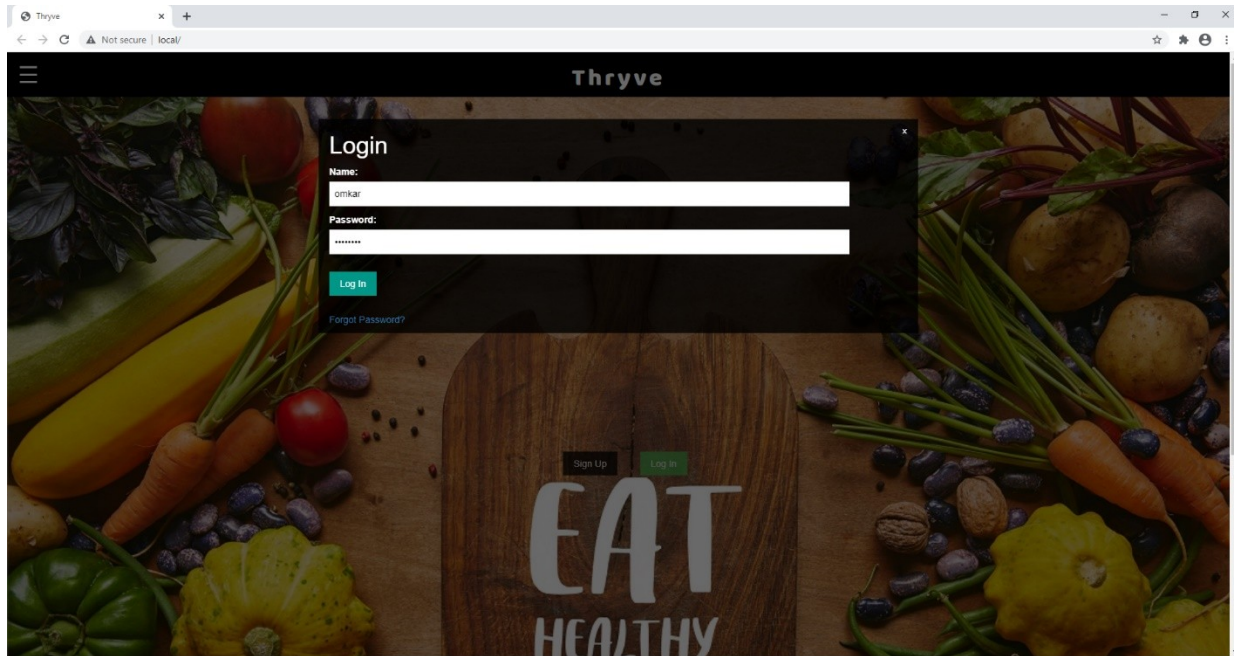 Thryve
Not secure | local/
Thryve
x
Login
Name:
omkar
Password:
••••••••
Log In
Forgot Password?
Sign Up Log In
EAT
HEALTHY